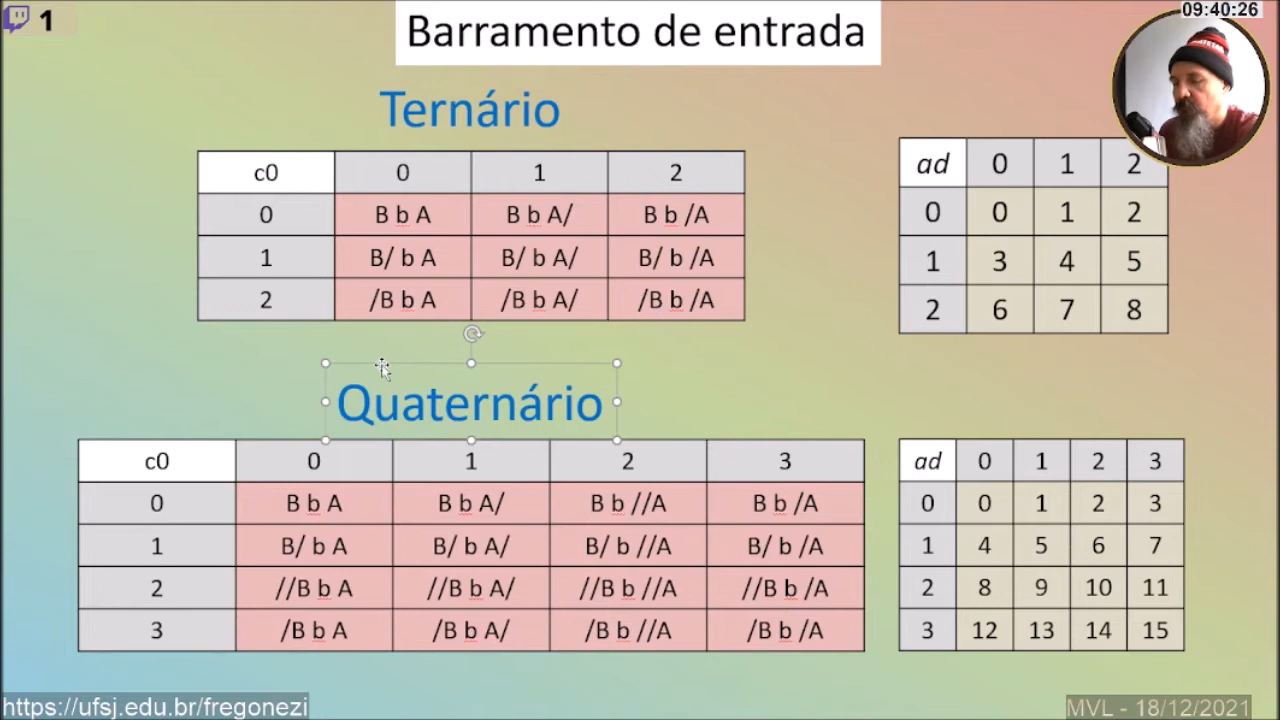 1
09:40:26
Barramento de entrada
Ternário
c0 0 1 2
0 B b A B b A/ B b /A
1 B/ b A B/ b A/ B/ b /A
2 /B b A /B b A/ /B b /A
ad 0 1 2
0 0 1 2
1 3 4 5
2 6 7 8
Quaternário
c0 0 1 2 3
0 B b A B b A/ B b //A B b /A
1 B/ b A B/ b A/ B/ b //A B/ b /A
2 //B b A //B b A/ //B b //A //B b /A
3 /B b A /B b A/ /B b //A /B b /A
ad 0 1 2 3
0 0 1 2 3
1 4 5 6 7
2 8 9 10 11
3 12 13 14 15
https://ufsj.edu.br/fregonezi
MVL - 18/12/2021